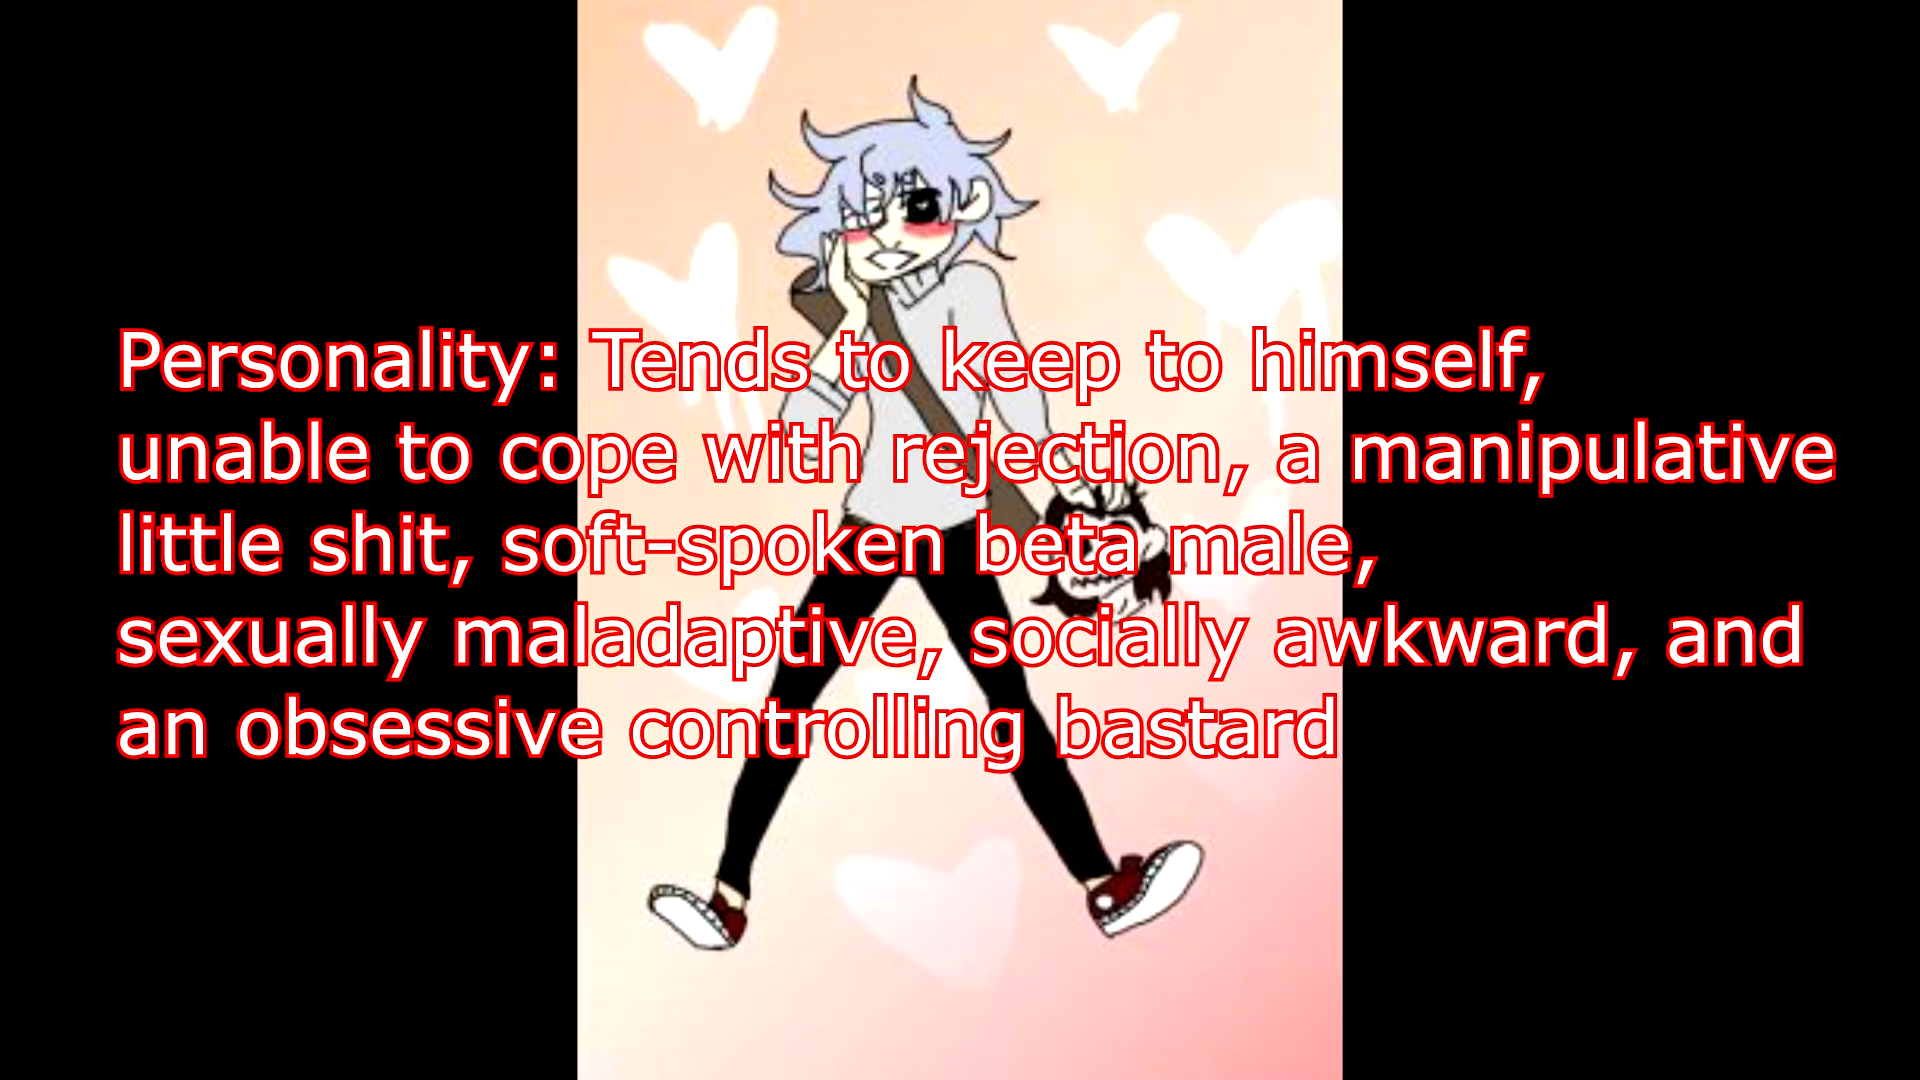 Personality: Tends to keep to himself,
unable to cope with rejection, a manipulative
little shit, soft-spoken beta male,
sexually maladaptive, socially awkward, and
an obsessive controlling bastard